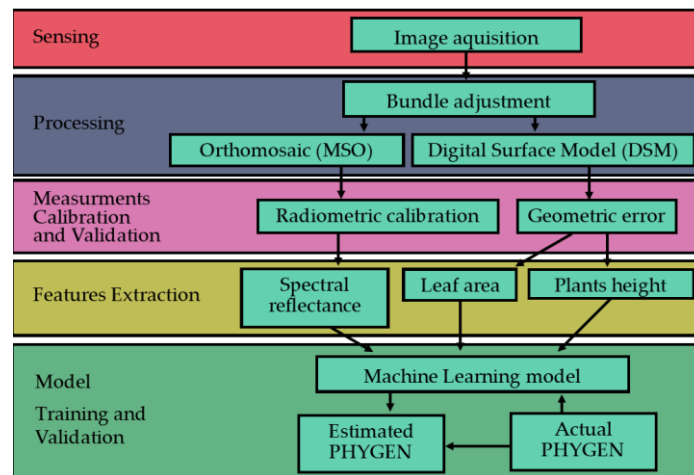 Sensing
Image aquisition
Processing
Bundle adjustment
Orthomosaic (MSO)
Digital Surface Model (DSM)
Measurments
Calibration
and Validation
Radiometric calibration
Geometric error
Features Extraction
Spectral
reflectance
Leaf area
Plants height
Model
Training and
Validation
Machine Learning model
Estimated
PHYGEN
Actual
PHYGEN